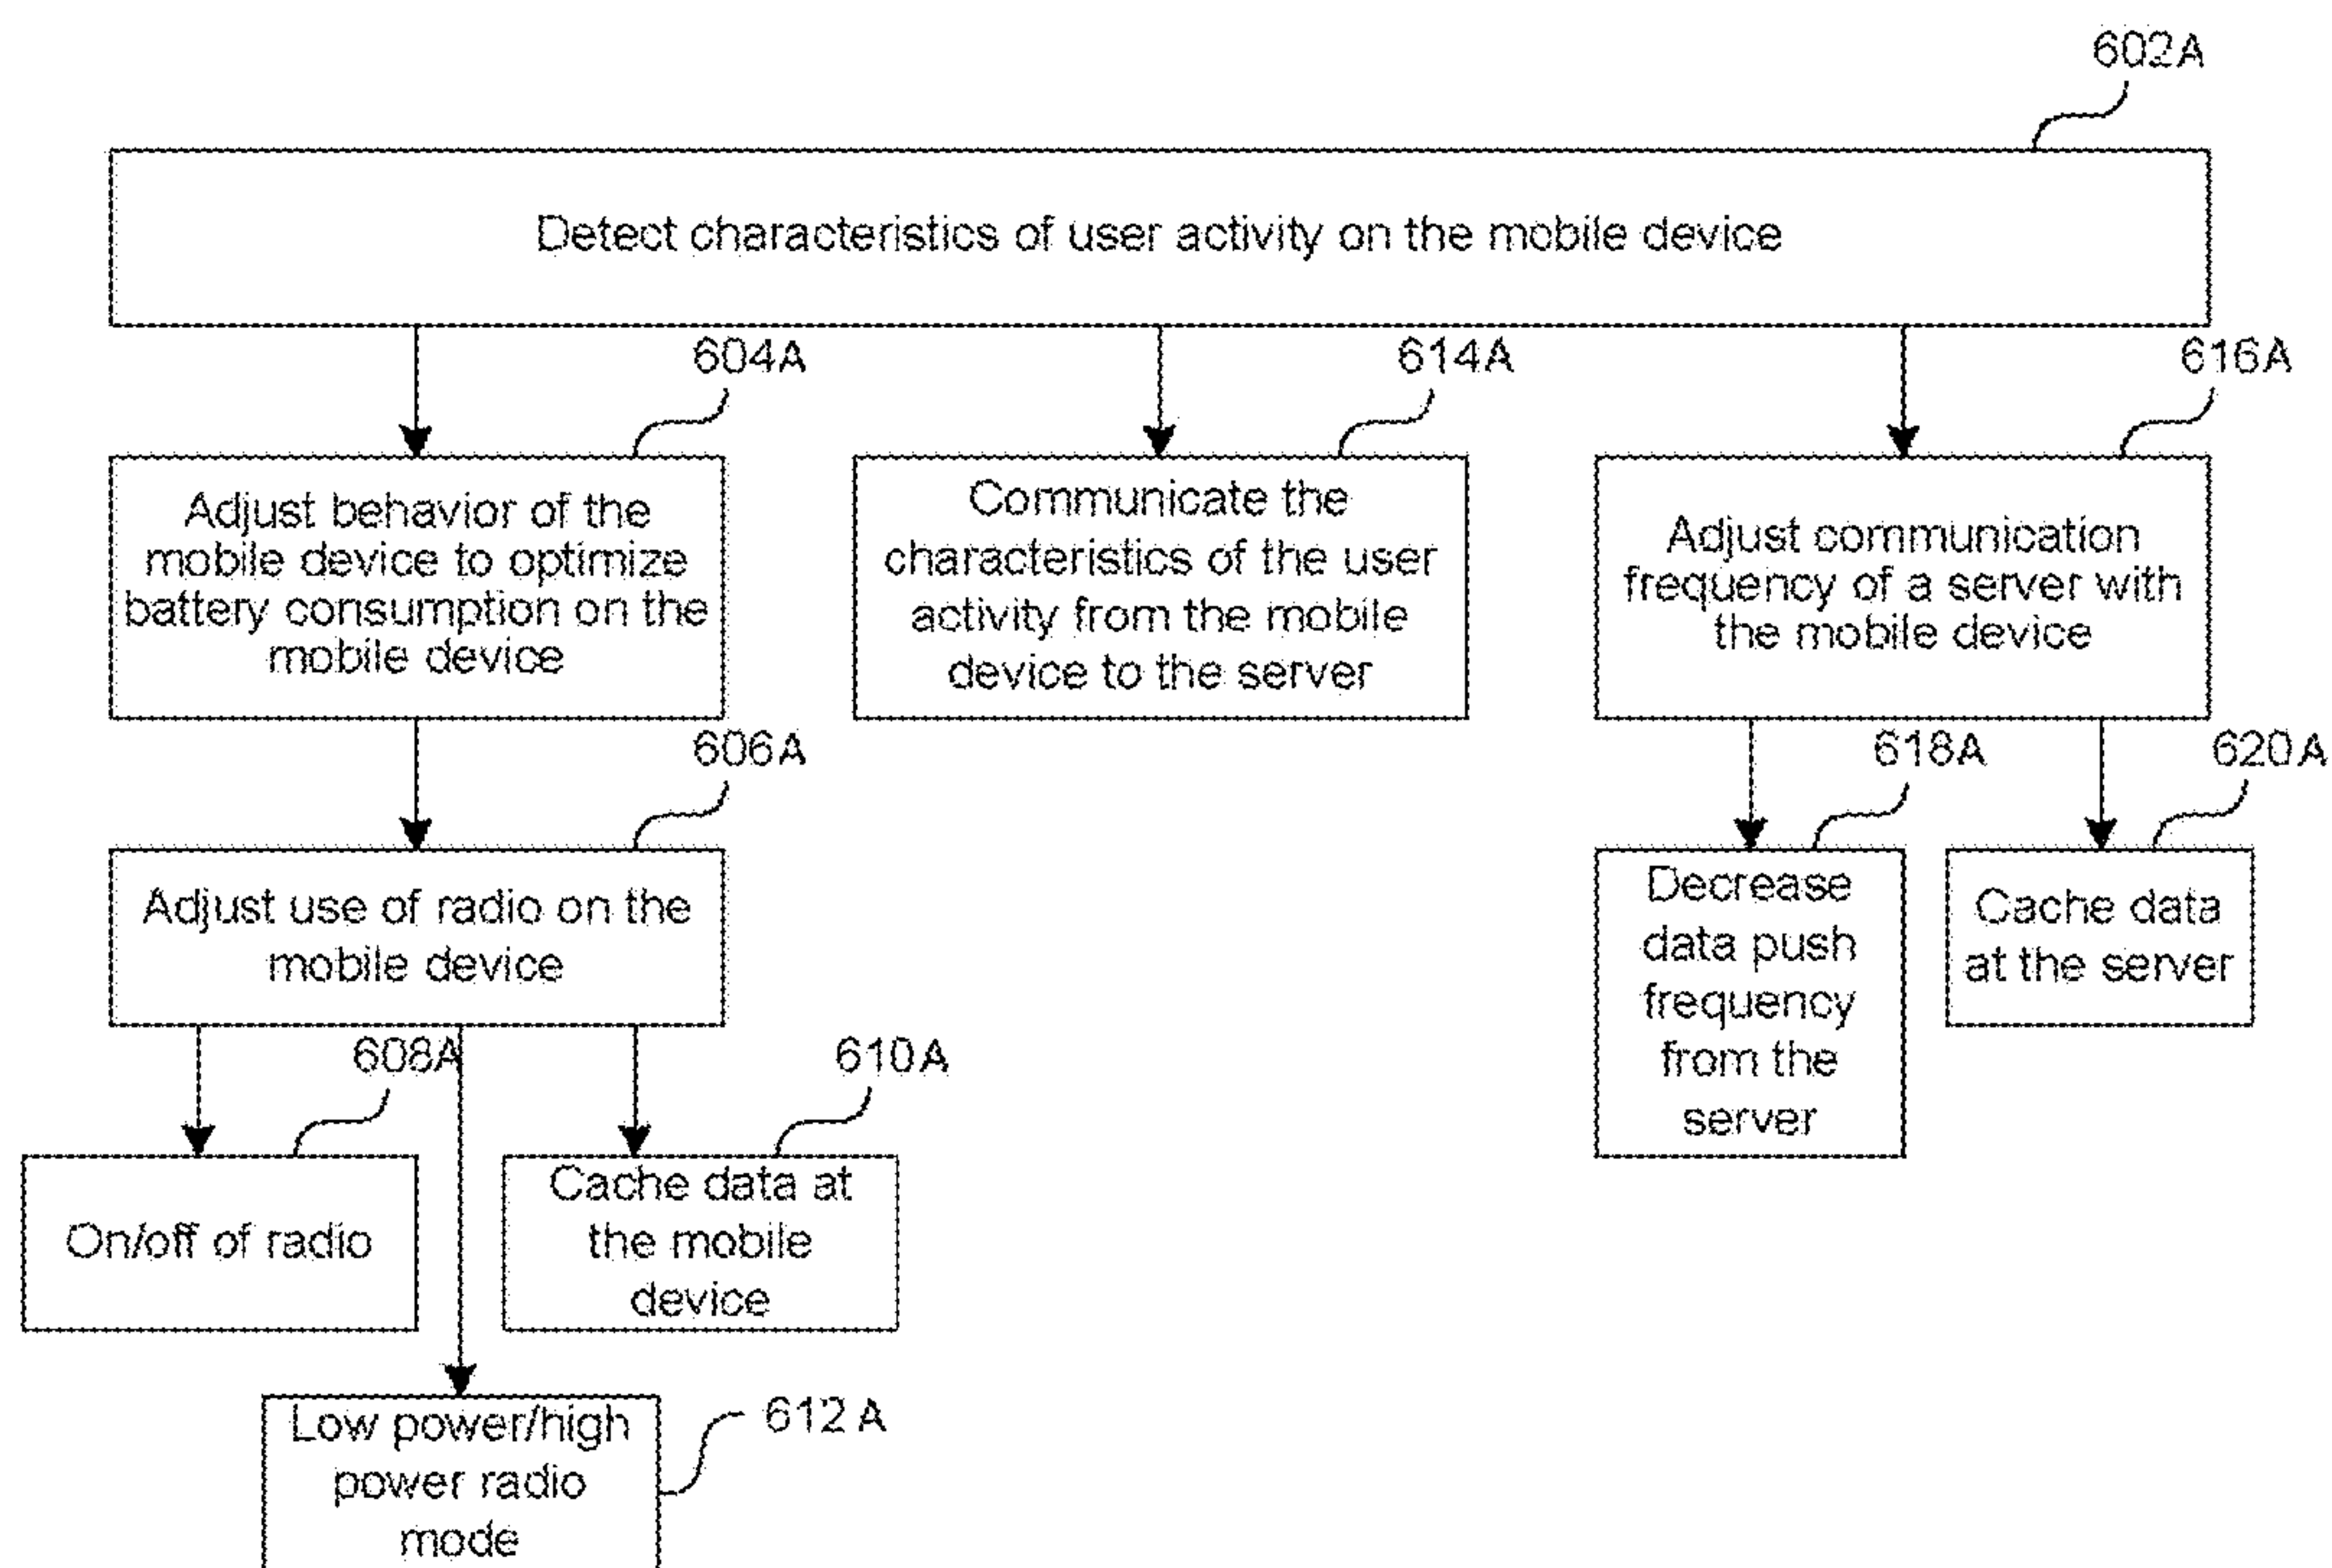 602A
Detect characteristics of user activity on the mobile device
604A
614A
616A
Adjust behavior of the
mobile device to optimize
battery consumption on the
mobile device
Communicate the
characteristics of the user
activity from the mobile
device to the server
Adjust communication
frequency of a server with
the mobile device
606A
618A
620A
Adjust use of radio on the
mobile device
Decrease
data push
frequency
from the
server
Cache data
at the server
608A
610A
On/off of radio
Cache data at
the mobile
device
Low power/high
power radio
mode
612 A